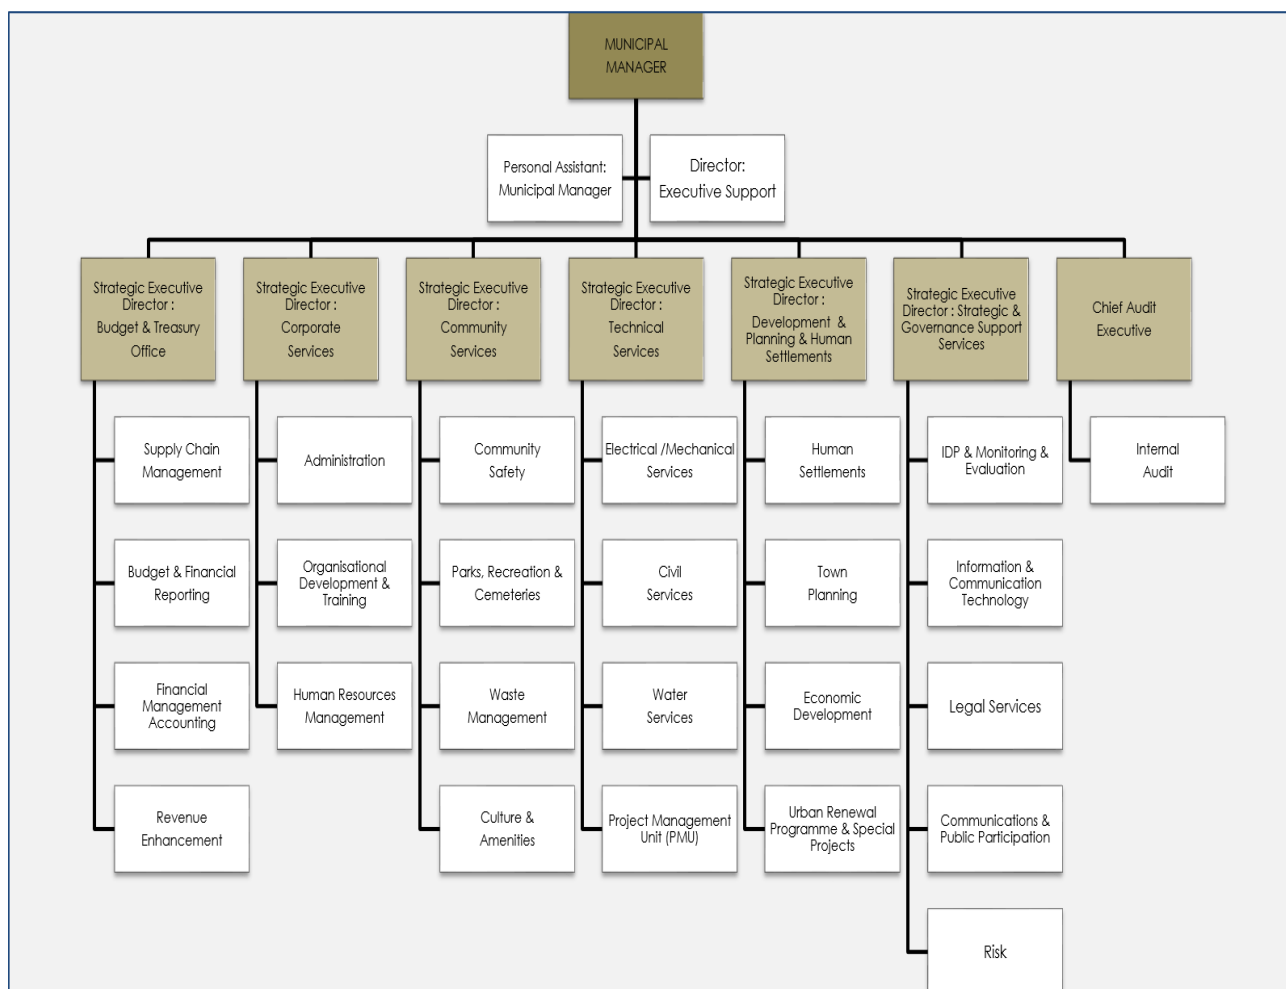 MUNICIPAL
MANAGER
Personal Assistant:
Municipal Manager
Director:
Executive Support
Strategic Executive
Director :
Budget & Treasury
Office
Strategic Executive
Director :
Corporate
Services
Strategic Executive
Director :
Community
Services
Strategic Executive
Director :
Technical
Services
Strategic Executive
Director :
Development &
Planning & Human
Settlements
Strategic Executive
Director : Strategic &
Governance Support
Services
Chief Audit
Executive
Supply Chain
Management
Administration
Community
Safety
Electrical /Mechanical
Services
Human
Settlements
IDP & Monitoring &
Evaluation
Internal
Audit
Budget & Financial
Reporting
Organisational
Development &
Training
Parks, Recreation &
Cemeteries
Civil
Services
Town
Planning
Information &
Communication
Technology
Financial
Management
Accounting
Human Resources
Management
Waste
Management
Water
Services
Economic
Development
Legal Services
Revenue
Enhancement
Culture &
Amenities
Project Management
Unit (PMU)
Urban Renewal
Programme & Special
Projects
Communications &
Public Participation
Risk